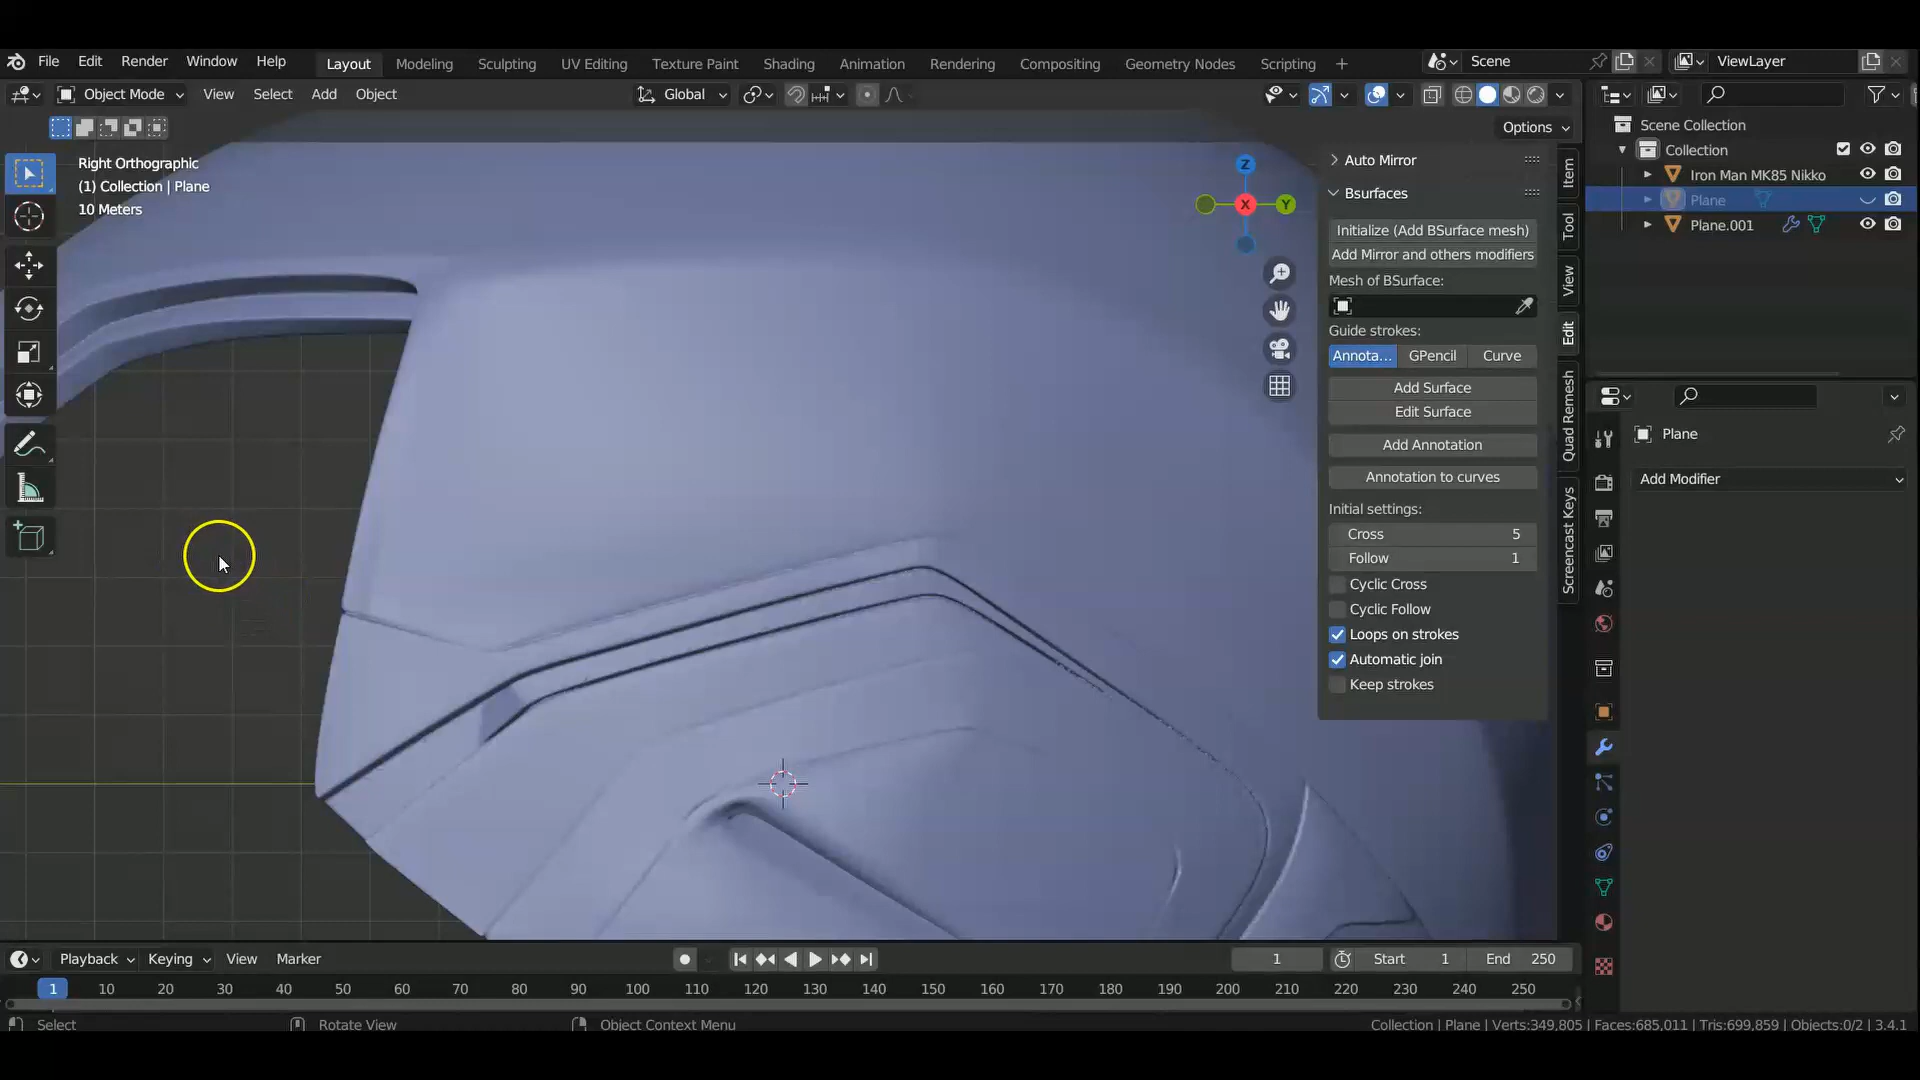 File Edit Render Window Help Layout Modeling Sculpting UV Editing Texture Paint Shading Animation Rendering Compositing Geometry Nodes Scripting + Scene ViewLayer
Object Mode View Select Add Object Global
Options
Right Orthographic
(1) Collection | Plane
10 Meters
Z
X
Y
Auto Mirror
Bsurfaces
Initialize (Add BSurface mesh)
Add Mirror and others modifiers
Mesh of BSurface:
Guide strokes:
Annota... GPencil Curve
Add Surface
Edit Surface
Add Annotation
Annotation to curves
Initial settings:
Cross 5
Follow 1
Cyclic Cross
Cyclic Follow
Loops on strokes
Automatic join
Keep strokes
Item
Tool
View
Edit
Quad Remesh
Screencast Keys
Scene Collection
Collection
Iron Man MK85 Nikko
Plane
Plane.001
Plane
Add Modifier
Playback Keying View Marker 1 Start 1 End 250
1 10 20 30 40 50 60 70 80 90 100 110 120 130 140 150 160 170 180 190 200 210 220 230 240 250
Select Rotate View Object Context Menu Collection | Plane | Verts:349,805 | Faces:685,011 | Tris:699,859 | Objects:0/2 | 3.4.1